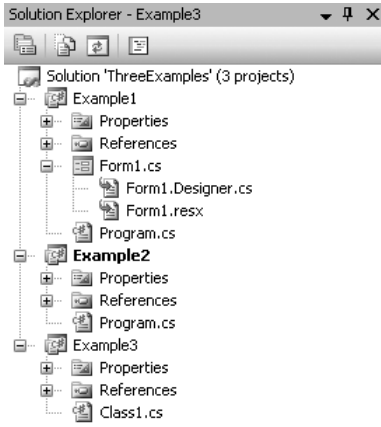 Solution Explorer - Example3
Solution 'ThreeExamples' (3 projects)
Example1
Properties
References
Form1.cs
Form1.Designer.cs
Form1.resx
Program.cs
Example2
Properties
References
Program.cs
Example3
Properties
References
Class1.cs